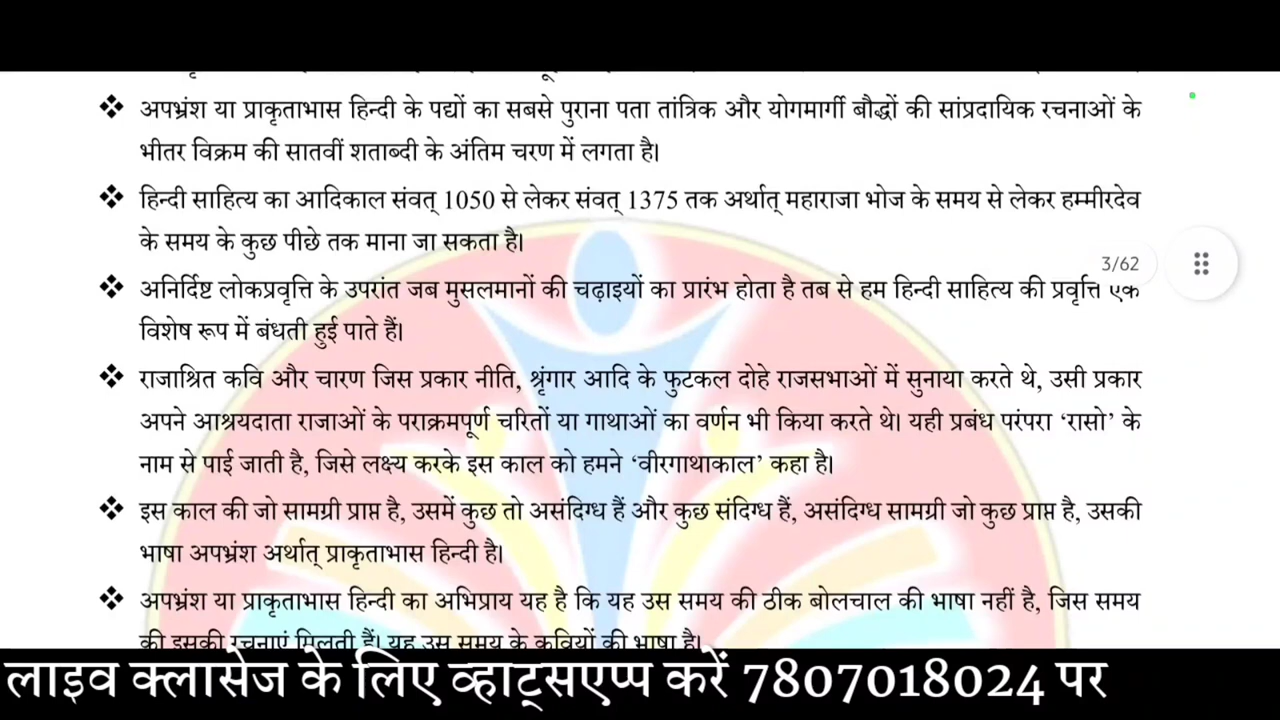 ❖ अपभ्रंश या प्राकृताभास हिन्दी के पद्यों का सबसे पुराना पता तांत्रिक और योगमार्गी बौद्धों की सांप्रदायिक रचनाओं के
भीतर विक्रम की सातवीं शताब्दी के अंतिम चरण में लगता है।
❖ हिन्दी साहित्य का आदिकाल संवत् 1050 से लेकर संवत् 1375 तक अर्थात् महाराजा भोज के समय से लेकर हम्मीरदेव
के समय के कुछ पीछे तक माना जा सकता है।
3/62
❖ अनिर्दिष्ट लोकप्रवृत्ति के उपरांत जब मुसलमानों की चढ़ाइयों का प्रारंभ होता है तब से हम हिन्दी साहित्य की प्रवृत्ति एक
विशेष रूप में बंधती हुई पाते हैं।
❖ राजाश्रित कवि और चारण जिस प्रकार नीति, श्रृंगार आदि के फुटकल दोहे राजसभाओं में सुनाया करते थे, उसी प्रकार
अपने आश्रयदाता राजाओं के पराक्रमपूर्ण चरितों या गाथाओं का वर्णन भी किया करते थे। यही प्रबंध परंपरा ‘रासो’ के
नाम से पाई जाती है, जिसे लक्ष्य करके इस काल को हमने ‘वीरगाथाकाल’ कहा है।
❖ इस काल की जो सामग्री प्राप्त है, उसमें कुछ तो असंदिग्ध हैं और कुछ संदिग्ध हैं, असंदिग्ध सामग्री जो कुछ प्राप्त है, उसकी
भाषा अपभ्रंश अर्थात् प्राकृताभास हिन्दी है।
❖ अपभ्रंश या प्राकृताभास हिन्दी का अभिप्राय यह है कि यह उस समय की ठीक बोलचाल की भाषा नहीं है, जिस समय
की इसकी रचनाएं मिलती हैं। यह उस समय के कवियों की भाषा है।
लाइव क्लासेज के लिए व्हाट्सएप्प करें 7807018024 पर